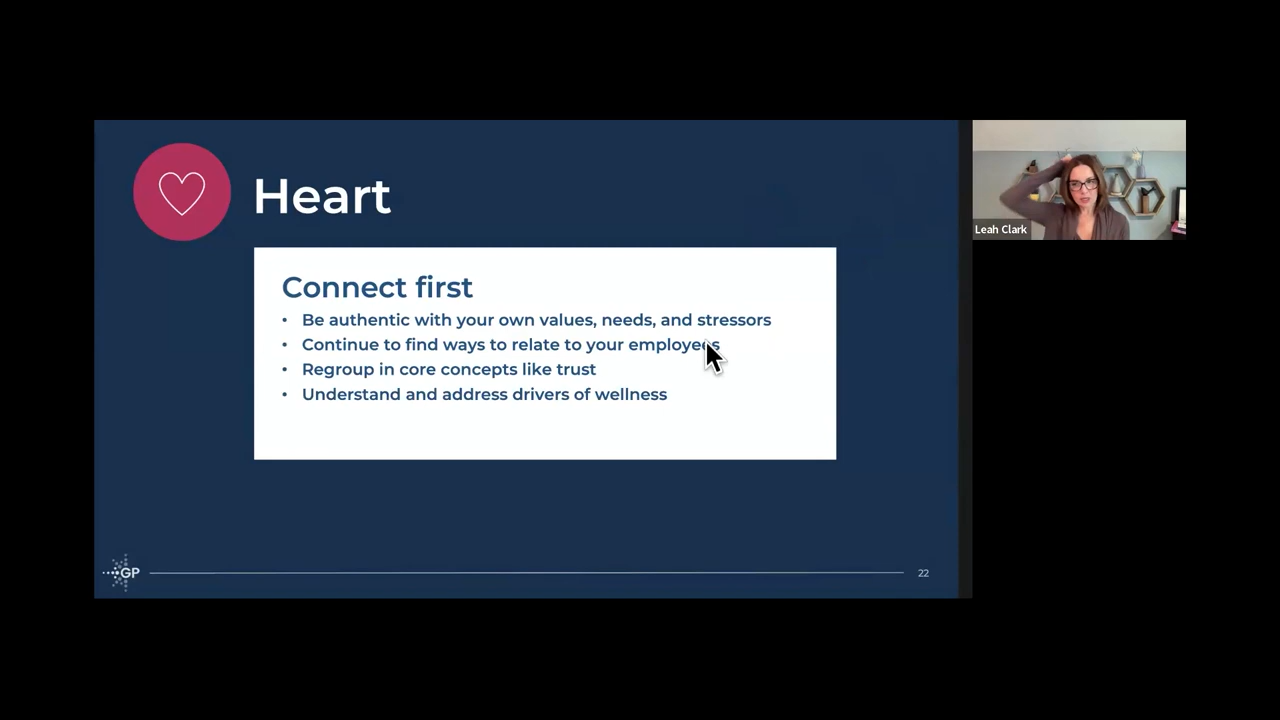 Heart
Connect first
• Be authentic with your own values, needs, and stressors
• Continue to find ways to relate to your employees
• Regroup in core concepts like trust
• Understand and address drivers of wellness
GP
22
Leah Clark